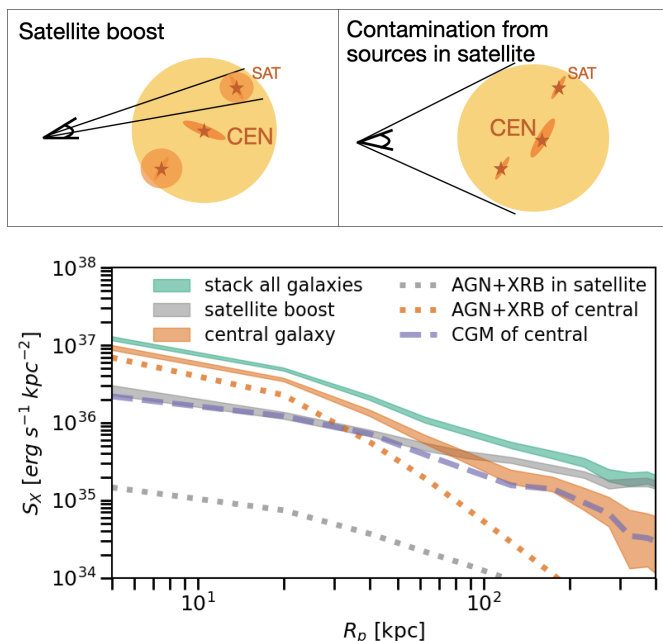 Satellite boost
SAT
CEN
Contamination from
sources in satellite
SAT
CEN
10^38
10^37
10^36
10^35
10^34
S_X [erg s^−1 kpc^−2]
stack all galaxies
satellite boost
central galaxy
AGN+XRB in satellite
AGN+XRB of central
CGM of central
10^1
10^2
R_p [kpc]